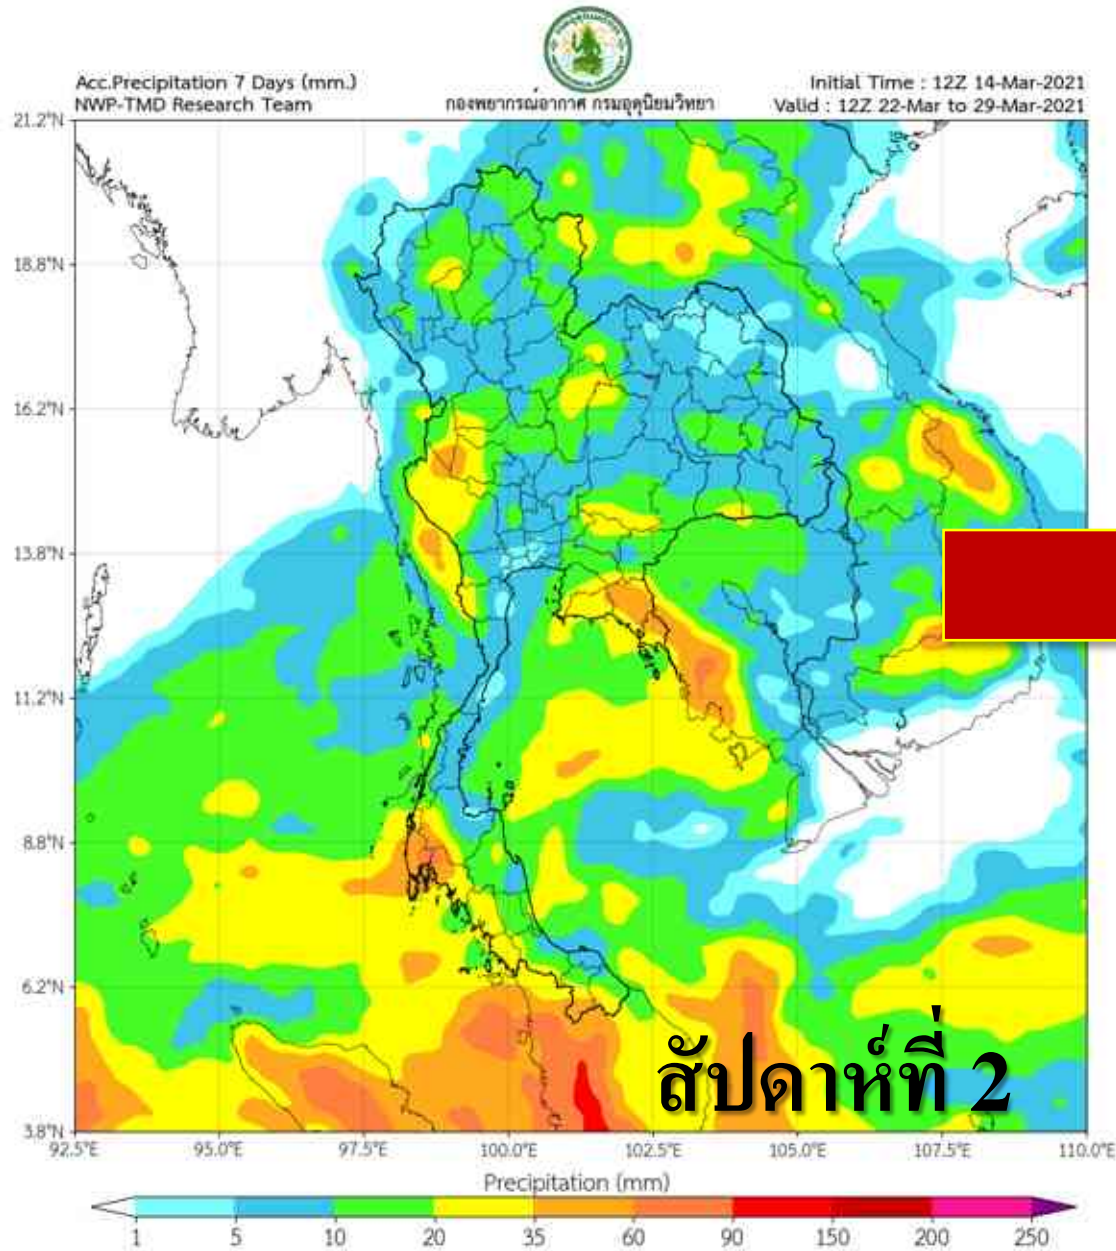 Acc.Precipitation 7 Days (mm.)
NWP-TMD Research Team
กองพยากรณ์อากาศ กรมอุตุนิยมวิทยา
Initial Time : 12Z 14-Mar-2021
Valid : 12Z 22-Mar to 29-Mar-2021
21.2°N
18.8°N
16.2°N
13.8°N
11.2°N
8.8°N
6.2°N
3.8°N
สัปดาห์ที่ 2
92.5°E 95.0°E 97.5°E 100.0°E 102.5°E 105.0°E 107.5°E 110.0°E
Precipitation (mm)
1 5 10 20 35 60 90 150 200 250